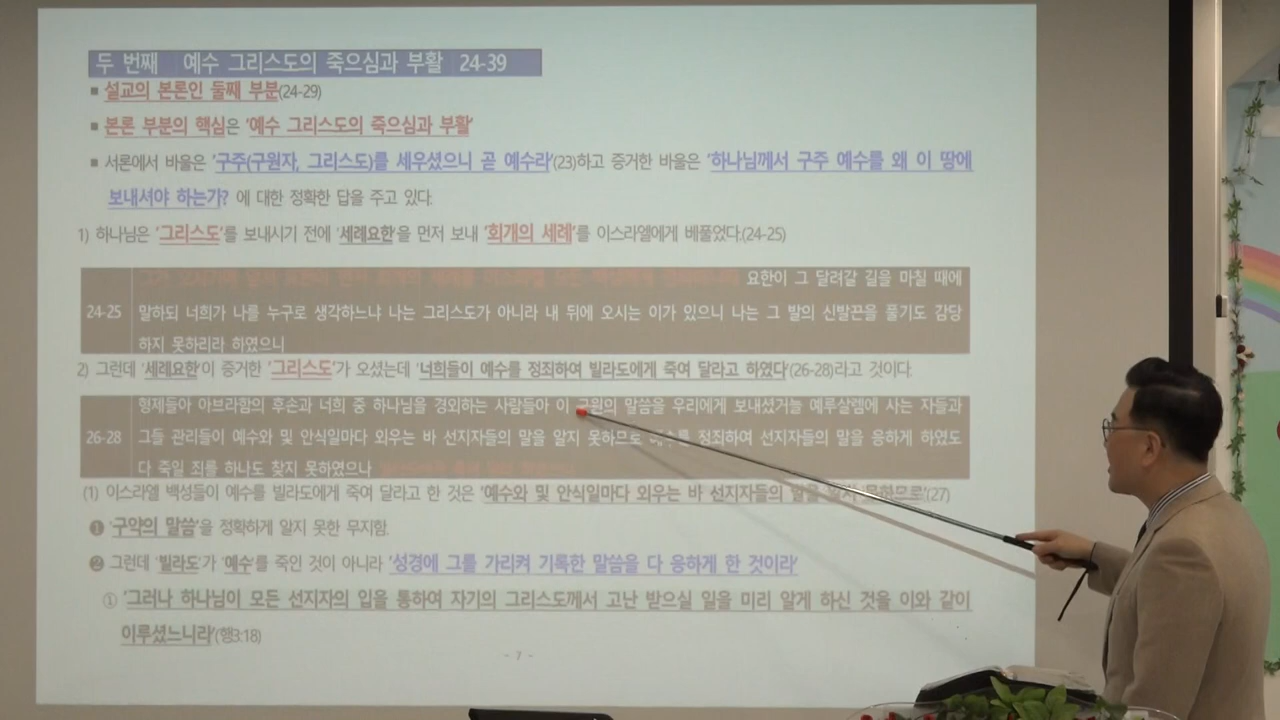 두 번째 예수 그리스도의 죽으심과 부활 24-39
▪ 설교의 본론인 둘째 부분(24-29)
▪ 본론 부분의 핵심은 '예수 그리스도의 죽으심과 부활'
▪ 서론에서 바울은 '구주(구원자, 그리스도)를 세우셨으니 곧 예수라'(23)하고 증거한 바울은 '하나님께서 구주 예수를 왜 이 땅에
보내셔야 하는가? 에 대한 정확한 답을 주고 있다.
1) 하나님은 '그리스도'를 보내시기 전에 '세례요한'을 먼저 보내 '회개의 세례'를 이스라엘에게 베풀었다.(24-25)
요한이 그 달려갈 길을 마칠 때에
24-25 말하되 너희가 나를 누구로 생각하느냐 나는 그리스도가 아니라 내 뒤에 오시는 이가 있으니 나는 그 발의 신발끈을 풀기도 감당
하지 못하리라 하였으니
2) 그런데 '세례요한'이 증거한 '그리스도'가 오셨는데 '너희들이 예수를 정죄하여 빌라도에게 죽여 달라고 하였다'(26-28)라고 것이다.
형제들아 아브라함의 후손과 너희 중 하나님을 경외하는 사람들아 이 구원의 말씀을 우리에게 보내셨거늘 예루살렘에 사는 자들과
26-28 그들 관리들이 예수와 및 안식일마다 외우는 바 선지자들의 말을 알지 못하므로 예수를 정죄하여 선지자들의 말을 응하게 하였도
다 죽일 죄를 하나도 찾지 못하였으나
(1) 이스라엘 백성들이 예수를 빌라도에게 죽여 달라고 한 것은 '예수와 및 안식일마다 외우는 바 선지자들의 말을 알지 못하므로'(27)
❶ '구약의 말씀'을 정확하게 알지 못한 무지함.
❷ 그런데 '빌라도'가 '예수'를 죽인 것이 아니라 '성경에 그를 가리켜 기록한 말씀을 다 응하게 한 것이라'
① '그러나 하나님이 모든 선지자의 입을 통하여 자기의 그리스도께서 고난 받으실 일을 미리 알게 하신 것을 이와 같이
이루셨느니라'(행3:18)
- 7 -